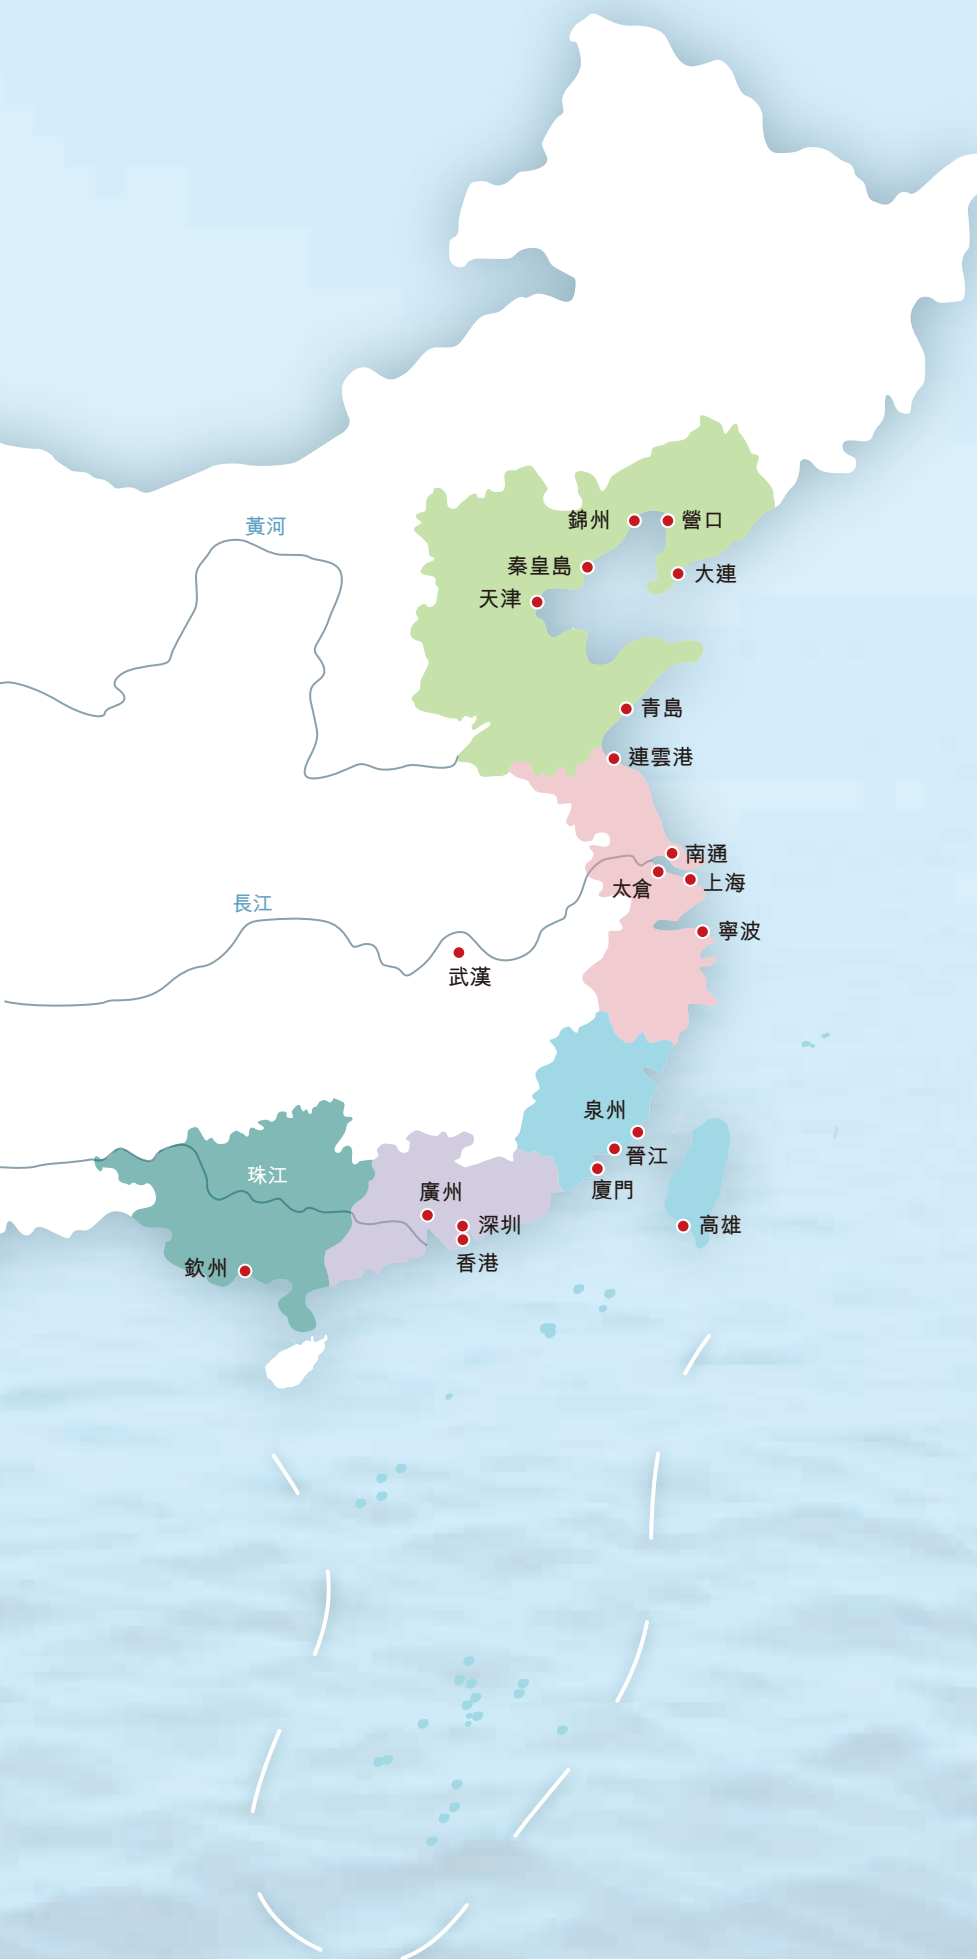 錦州
營口
黃河
秦皇島
大連
天津
青島
連雲港
南通
上海
太倉
長江
寧波
武漢
泉州
晉江
珠江
廈門
廣州
深圳
高雄
香港
欽州